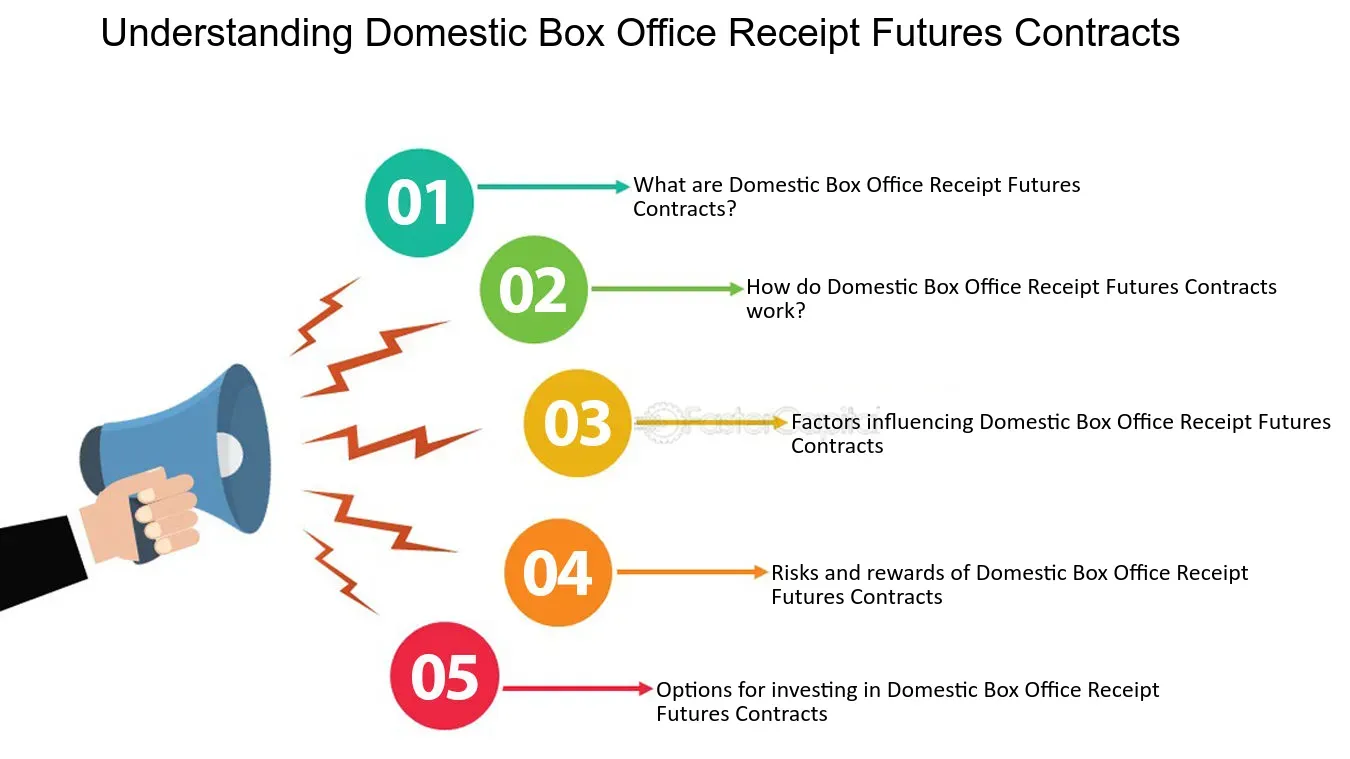 Understanding Domestic Box Office Receipt Futures Contracts
01
What are Domestic Box Office Receipt Futures
Contracts?
02
How do Domestic Box Office Receipt Futures Contracts
work?
03
FasterCapital
Factors influencing Domestic Box Office Receipt Futures
Contracts
04
Risks and rewards of Domestic Box Office Receipt
Futures Contracts
05
Options for investing in Domestic Box Office Receipt
Futures Contracts